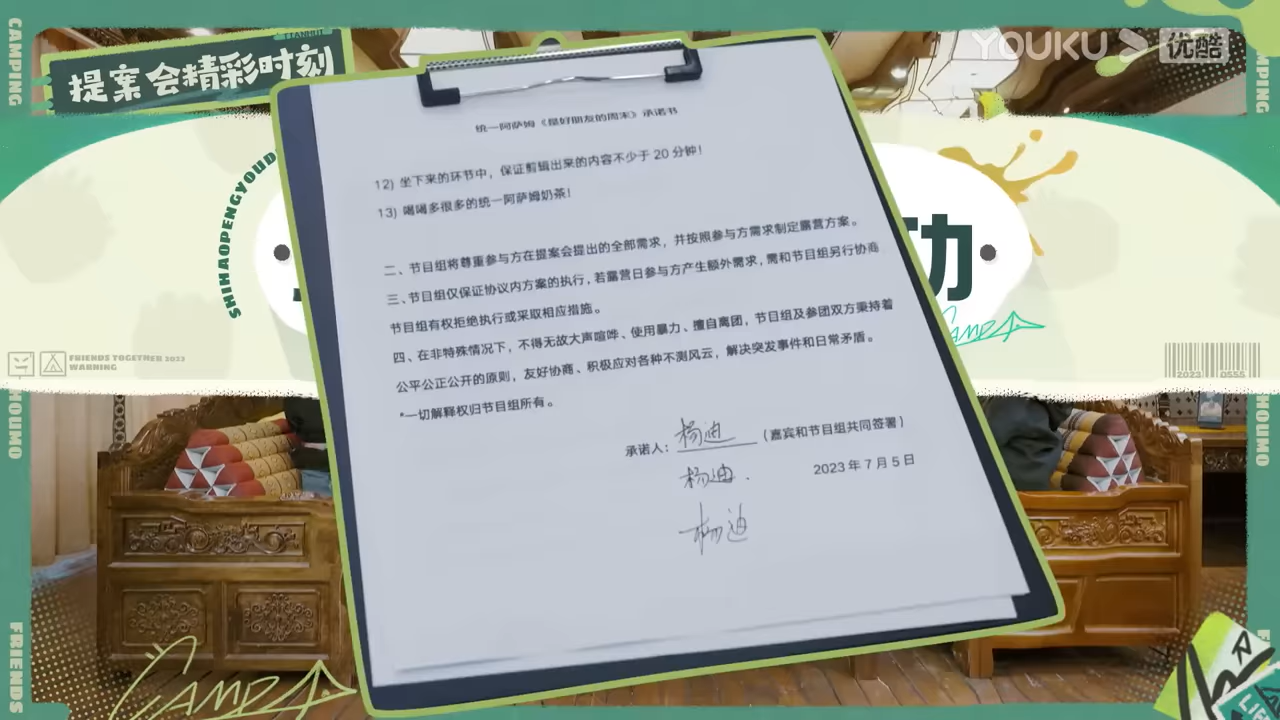 CAMPING
提案会精彩时刻
YOUKU 优酷
CAMPING
SHIHAOPENGYOUD
统一阿萨姆《是好朋友的周末》承诺书
12) 坐下来的环节中，保证剪辑出来的内容不少于 20 分钟！
13) 喝喝多很多的统一阿萨姆奶茶！
二、节目组将尊重参与方在提案会提出的全部需求，并按照参与方需求制定露营方案。
三、节目组仅保证协议内方案的执行，若露营日参与方产生额外需求，需和节目组另行协商
节目组有权拒绝执行或采取相应措施。
四、在非特殊情况下，不得无故大声喧哗、使用暴力、擅自离团，节目组及参团双方秉持着
公平公正公开的原则，友好协商、积极应对各种不测风云，解决突发事件和日常矛盾。
*一切解释权归节目组所有。
承诺人：杨迪（嘉宾和节目组共同签署）
杨迪.
2023 年 7 月 5 日
杨迪
功
CAMP
FRIENDS TOGETHER 2023
WARNING
2023 0555
HOUMO
HOUMO
FRIENDS
CAMP